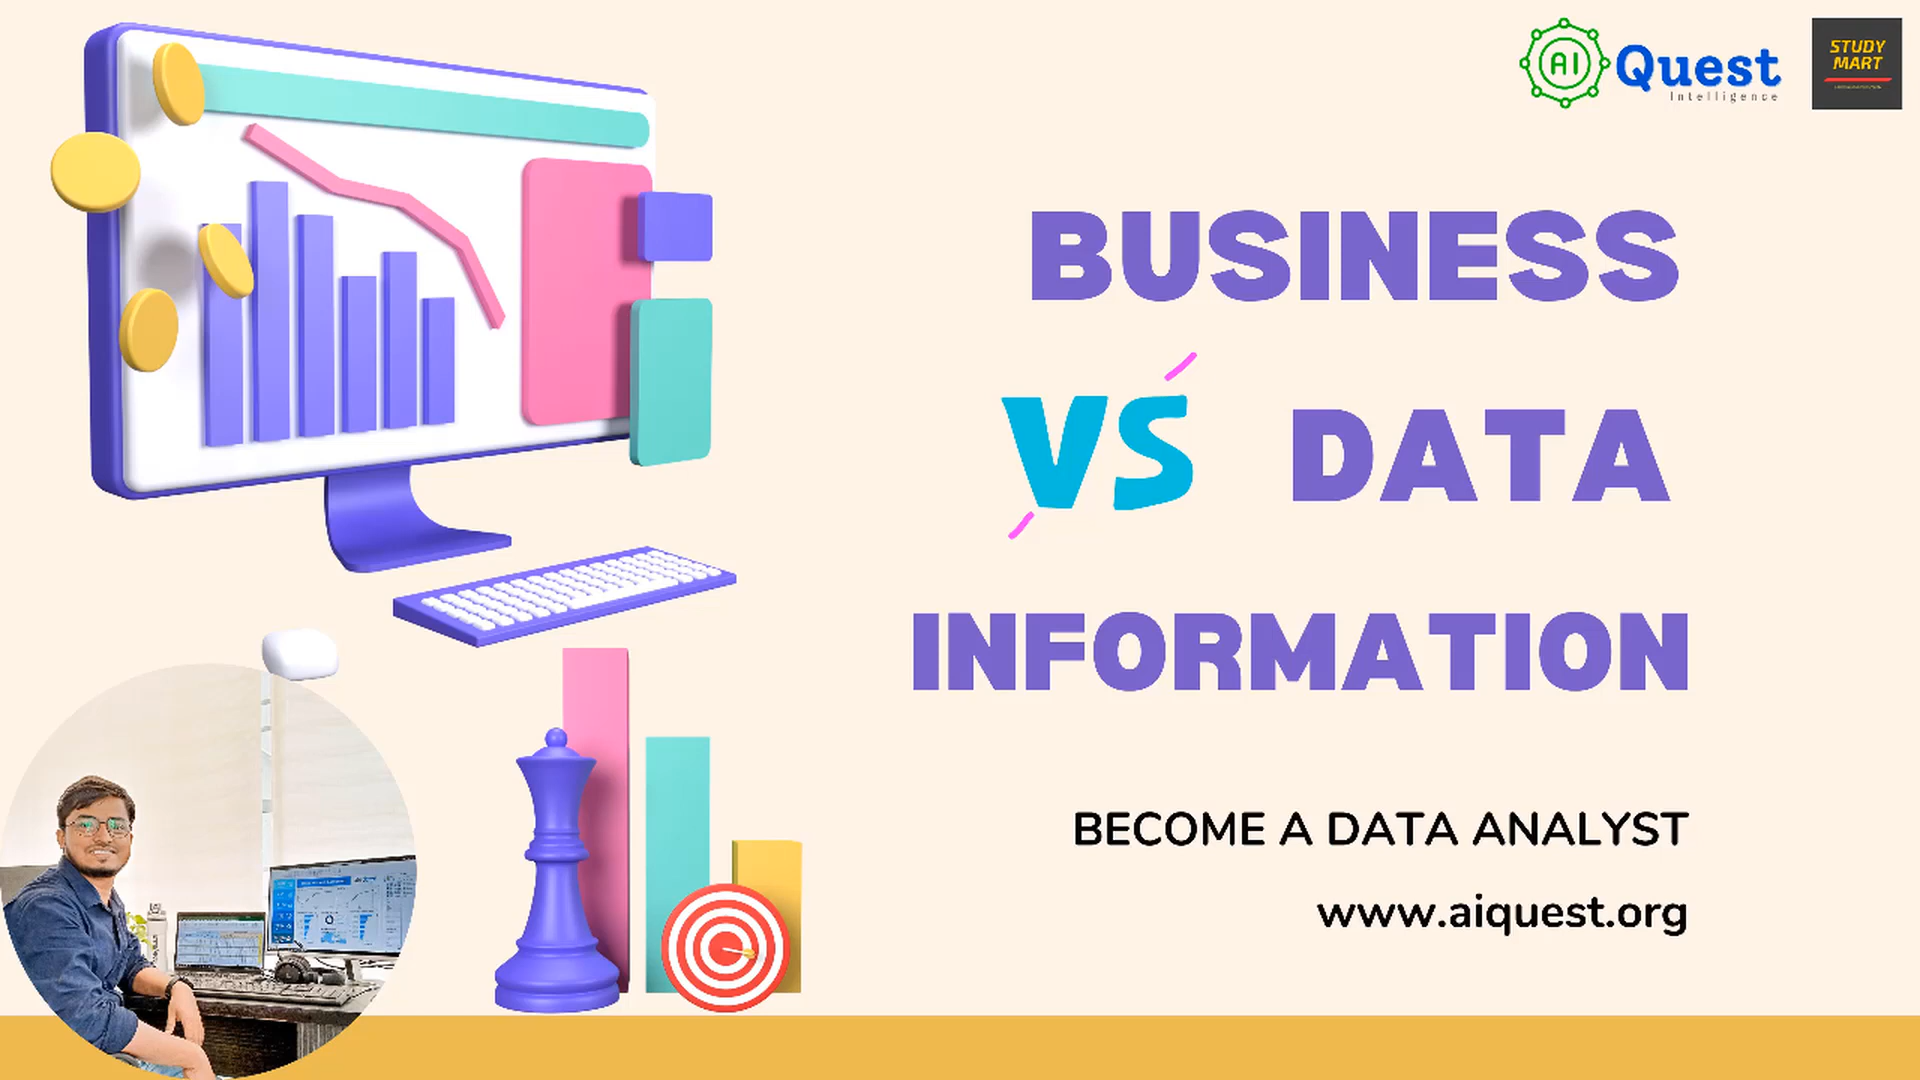 AI Quest
Intelligence
STUDY
MART
BUSINESS
VS DATA
INFORMATION
BECOME A DATA ANALYST
www.aiquest.org